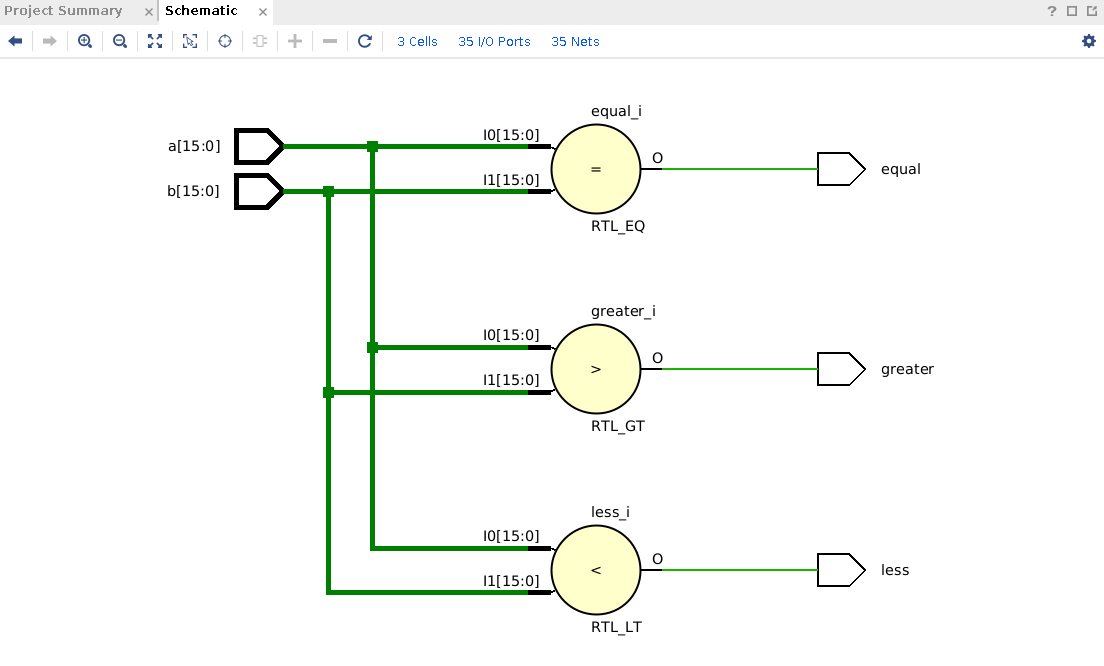 Project Summary × Schematic ×
?
3 Cells 35 I/O Ports 35 Nets
equal_i
a[15:0] I0[15:0]
b[15:0] I1[15:0]
= O equal
RTL_EQ
greater_i
I0[15:0]
I1[15:0]
> O greater
RTL_GT
less_i
I0[15:0]
I1[15:0]
< O less
RTL_LT